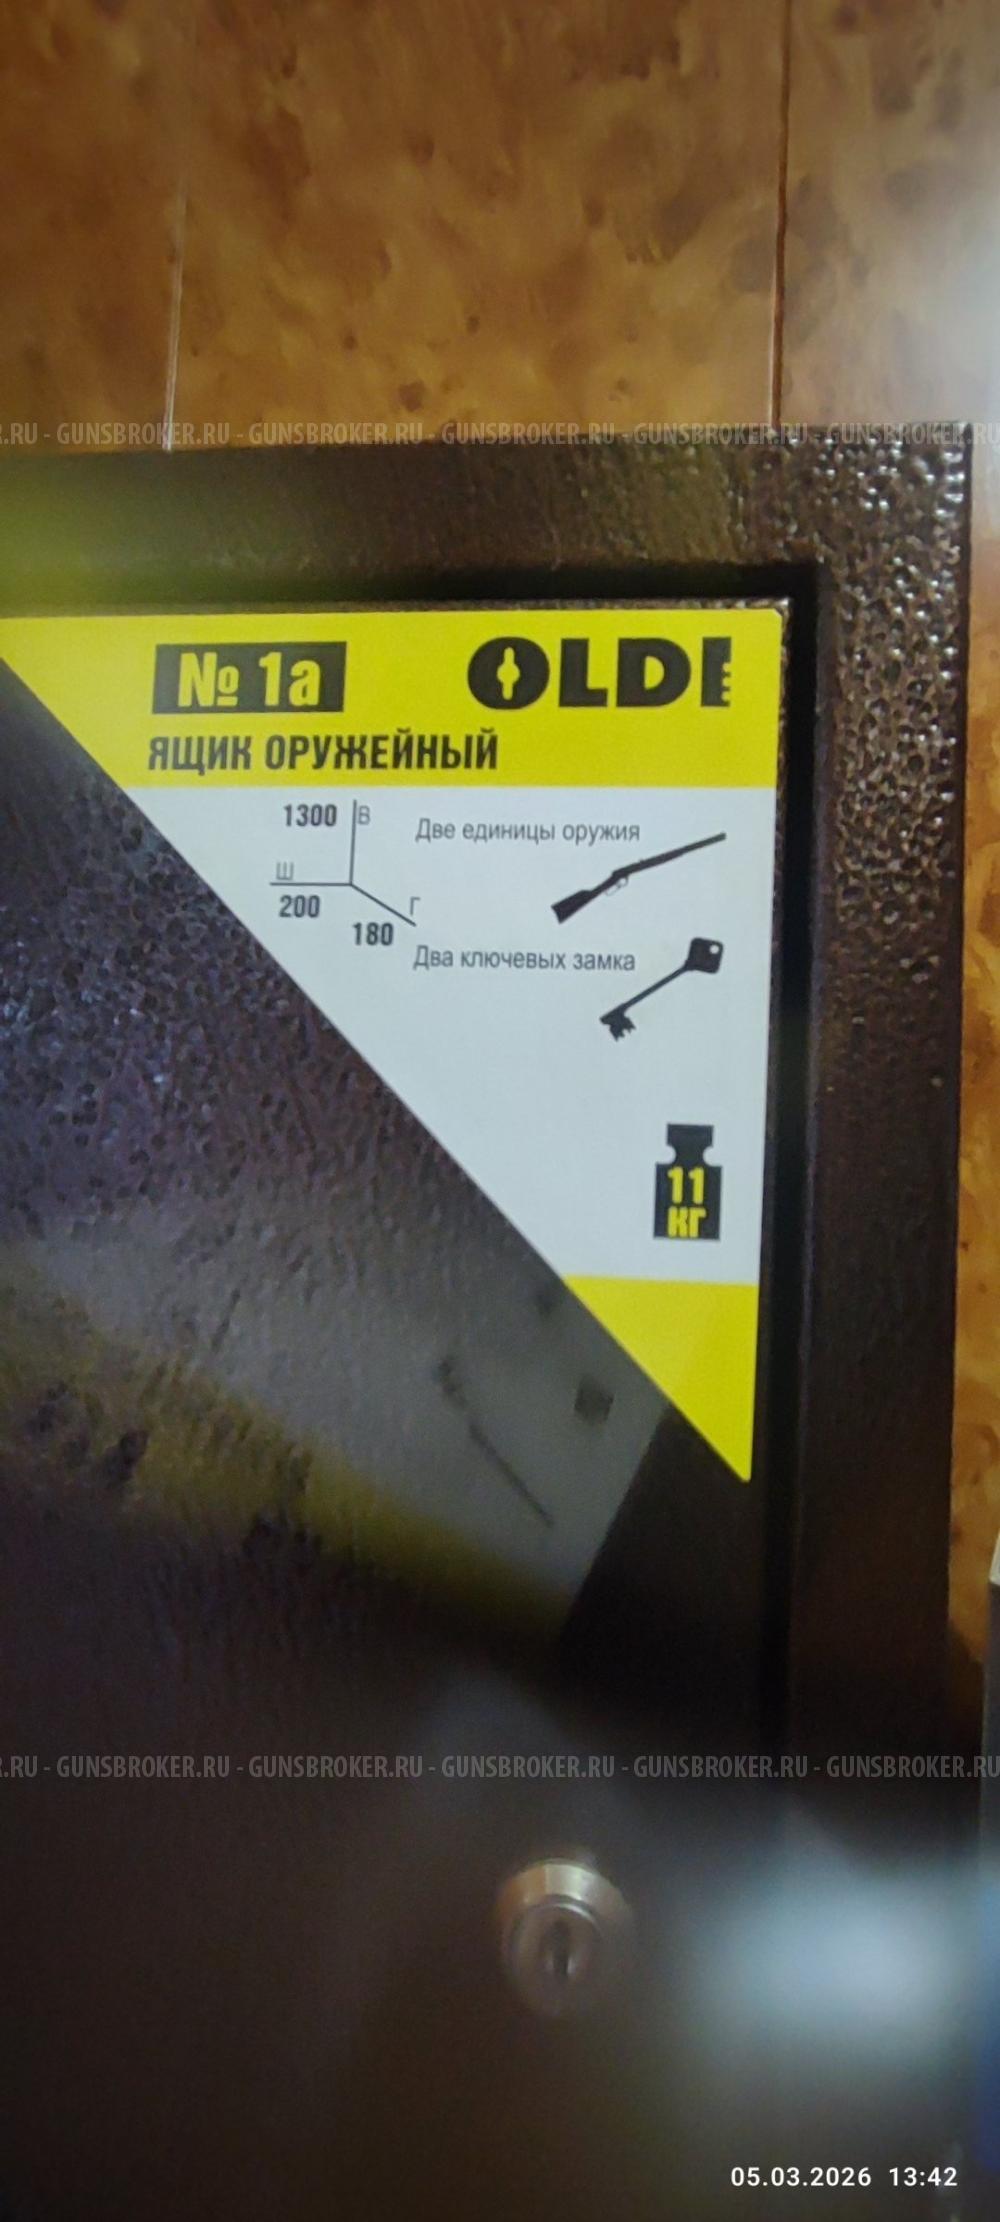 .RU - GUNSBROKER.RU - GUNSBROKER.RU - GUNSBROKER.RU - GUNSBROKER.RU - GUNSBROKER.RU
№ 1а
OLDI
ЯЩИК ОРУЖЕЙНЫЙ
1300 В
Две единицы оружия
Ш
200
Г
180
Два ключевых замка
11
КГ
.RU - GUNSBROKER.RU - GUNSBROKER.RU - GUNSBROKER.RU - GUNSBROKER.RU - GUNSBROKER.RU
05.03.2026 13:42